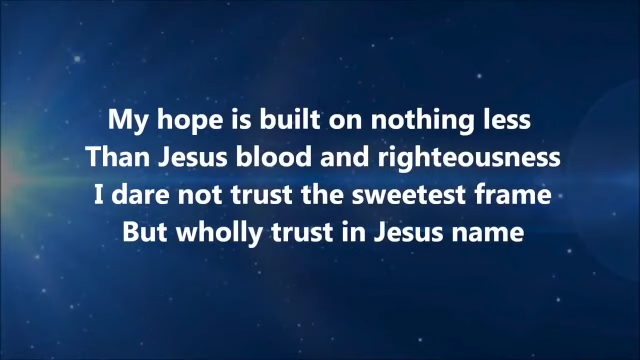 My hope is built on nothing less
Than Jesus blood and righteousness
I dare not trust the sweetest frame
But wholly trust in Jesus name